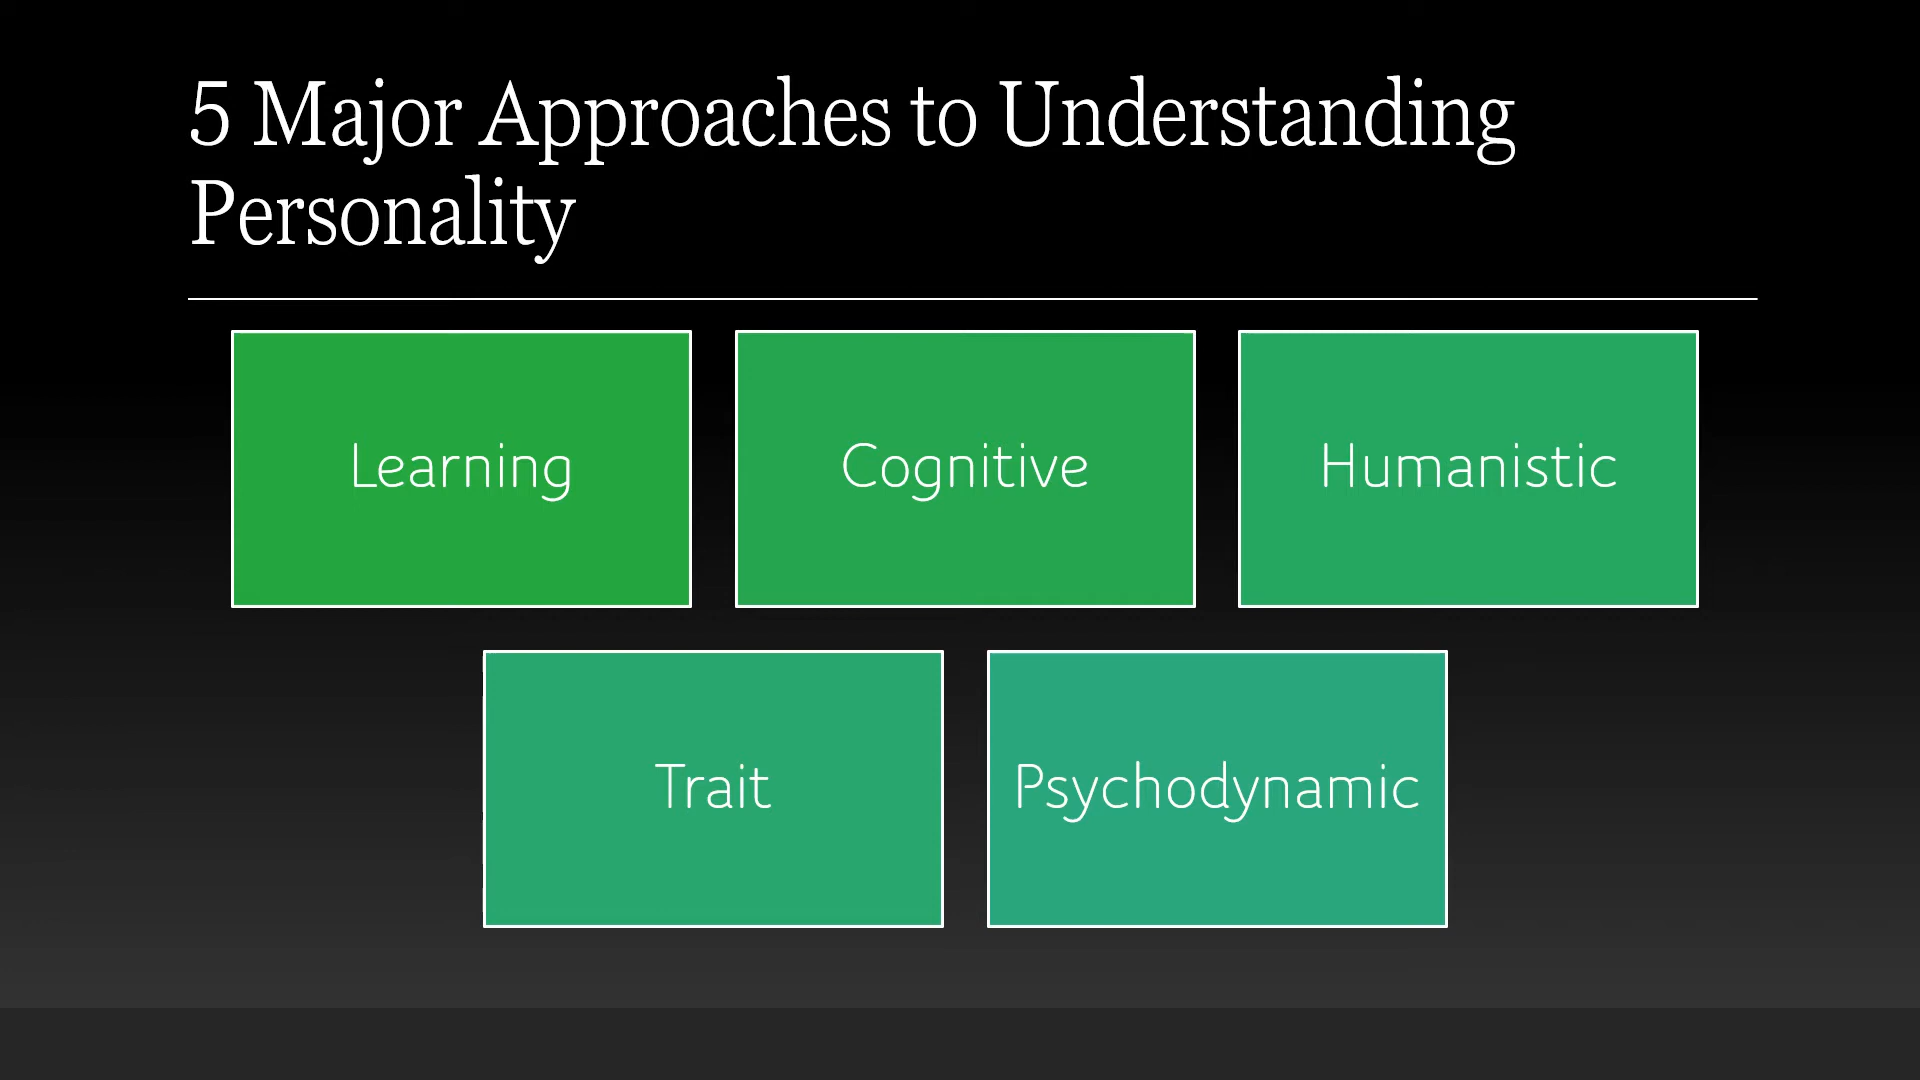 5 Major Approaches to Understanding
Personality
Learning
Cognitive
Humanistic
Trait
Psychodynamic